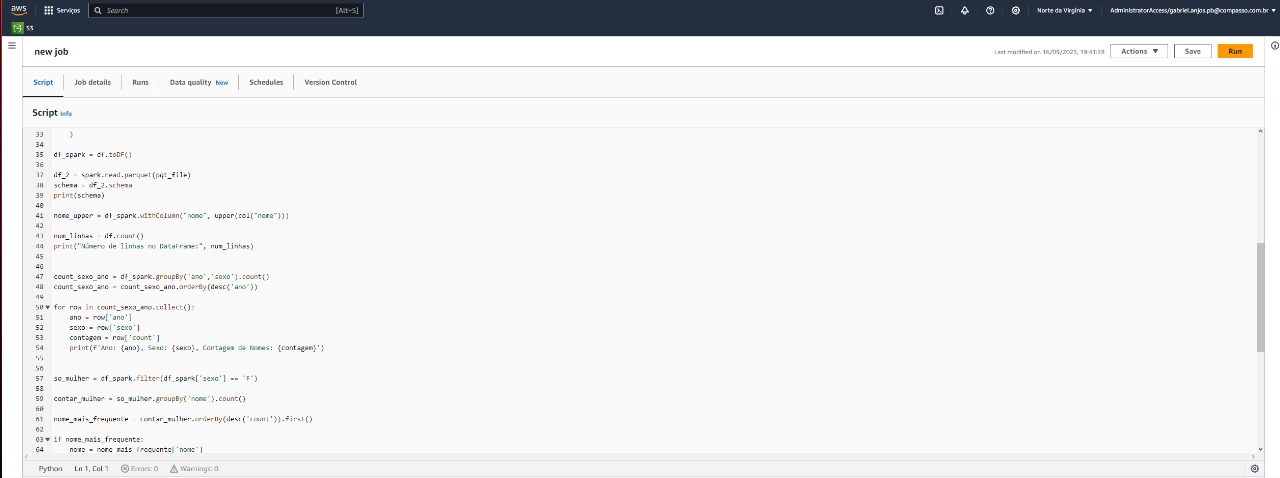 aws Serviços Search [Alt+S] Norte da Virgínia AdministratorAccess/gabriel.anjos.pb@compasso.com.br
S3
new job Last modified on 16/09/2023, 19:41:28 Actions Save Run
Script Job details Runs Data quality New Schedules Version Control
Script Info
33 }
34
35 df_spark = df.toDF()
36
37 df_2 = spark.read.parquet(pqt_file)
38 schema = df_2.schema
39 print(schema)
40
41 nome_upper = df_spark.withColumn("nome", upper(col("nome")))
42
43 num_linhas = df.count()
44 print("Número de linhas no DataFrame:", num_linhas)
45
46
47 count_sexo_ano = df_spark.groupBy('ano','sexo').count()
48 count_sexo_ano = count_sexo_ano.orderBy(desc('ano'))
49
50 for row in count_sexo_ano.collect():
51 ano = row['ano']
52 sexo = row['sexo']
53 contagem = row['count']
54 print(f'Ano: {ano}, Sexo: {sexo}, Contagem de Nomes: {contagem}')
55
56
57 so_mulher = df_spark.filter(df_spark['sexo'] == 'F')
58
59 contar_mulher = so_mulher.groupBy('nome').count()
60
61 nome_mais_frequente = contar_mulher.orderBy(desc('count')).first()
62
63 if nome_mais_frequente:
64 nome = nome_mais_frequente['nome']
Python Ln 1, Col 1 Errors: 0 Warnings: 0